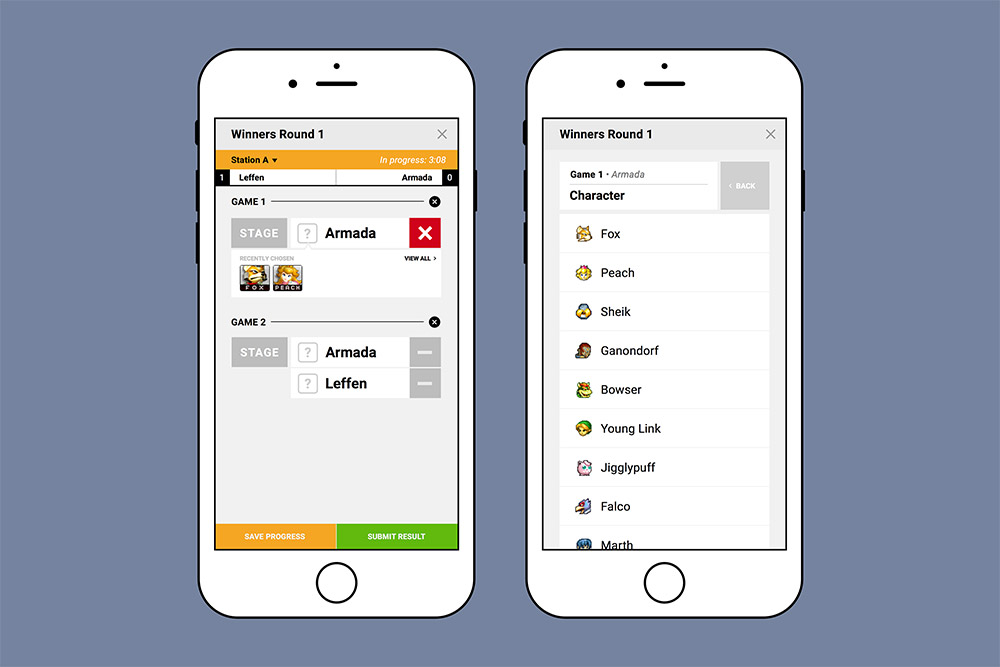 Winners Round 1
Station A
In progress: 3:08
1 Leffen Armada 0
GAME 1
STAGE ? Armada
RECENTLY CHOSEN VIEW ALL >
FOX PEACH
GAME 2
STAGE ? Armada
? Leffen
SAVE PROGRESS SUBMIT RESULT
Winners Round 1
Game 1 • Armada
Character
‹ BACK
Fox
Peach
Sheik
Ganondorf
Bowser
Young Link
Jigglypuff
Falco
Marth